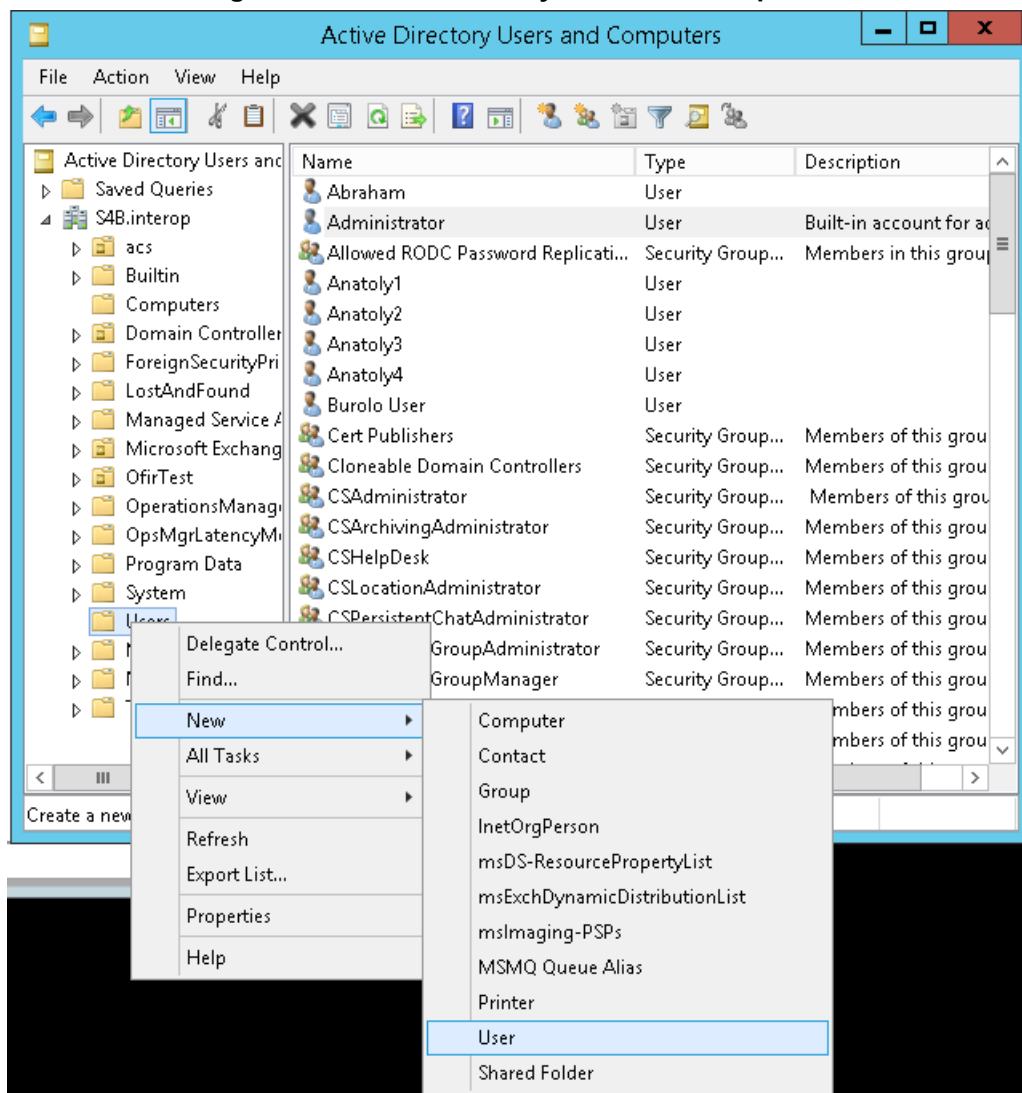 Active Directory Users and Computers
File Action View Help
Active Directory Users and
Saved Queries
S4B.interop
acs
Builtin
Computers
Domain Controller
ForeignSecurityPri
LostAndFound
Managed Service A
Microsoft Exchang
OfirTest
OperationsManag
OpsMgrLatencyM
Program Data
System
Users
Name Type Description
Abraham User
Administrator User Built-in account for ad
Allowed RODC Password Replicati... Security Group... Members in this group
Anatoly1 User
Anatoly2 User
Anatoly3 User
Anatoly4 User
Burolo User User
Cert Publishers Security Group... Members of this grou
Cloneable Domain Controllers Security Group... Members of this grou
CSAdministrator Security Group... Members of this grou
CSArchivingAdministrator Security Group... Members of this grou
CSHelpDesk Security Group... Members of this grou
CSLocationAdministrator Security Group... Members of this grou
CSPersistentChatAdministrator Security Group... Members of this grou
GroupAdministrator Security Group... Members of this grou
GroupManager Security Group... Members of this grou
mbers of this grou
mbers of this grou
Create a new
Delegate Control...
Find...
New
All Tasks
View
Refresh
Export List...
Properties
Help
Computer
Contact
Group
InetOrgPerson
msDS-ResourcePropertyList
msExchDynamicDistributionList
msImaging-PSPs
MSMQ Queue Alias
Printer
User
Shared Folder